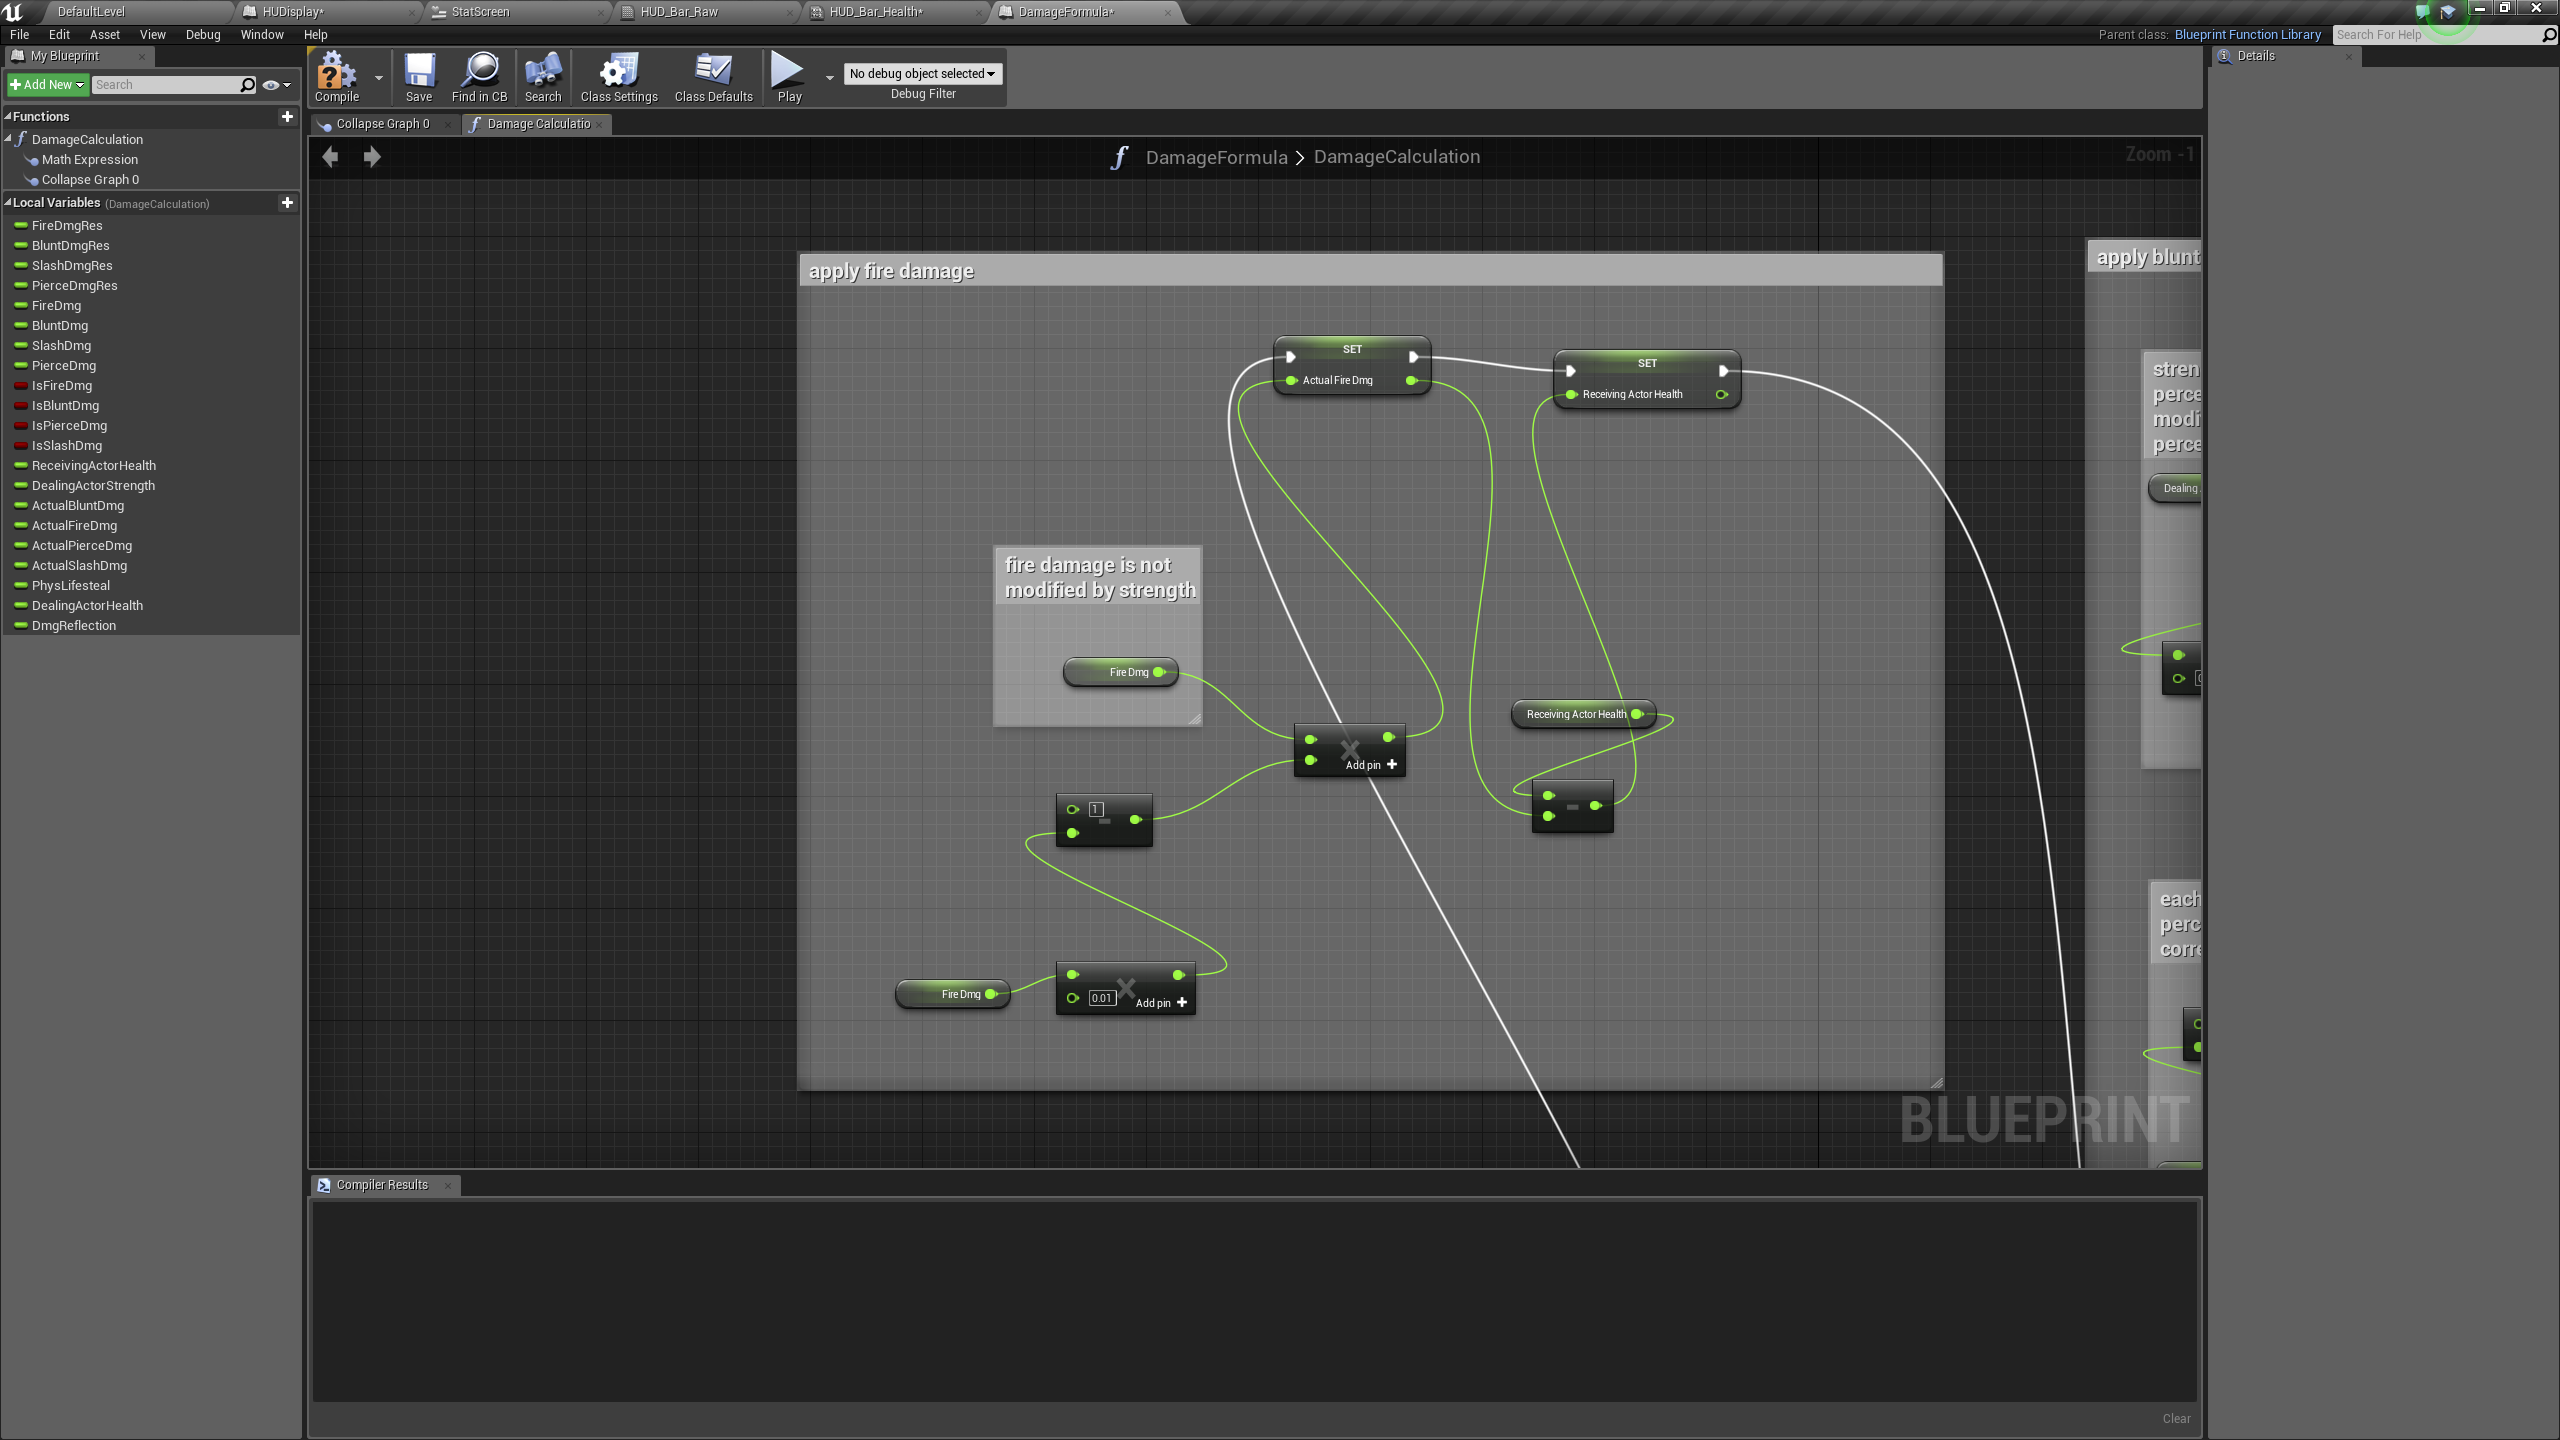 DefaultLevel
HUDisplay*
StatScreen
HUD_Bar_Raw
HUD_Bar_Health*
DamageFormula*
File
Edit
Asset
View
Debug
Window
Help
Parent class:
Blueprint Function Library
Search For Help
My Blueprint
Add New
Search
Functions
DamageCalculation
Math Expression
Collapse Graph 0
Local Variables (DamageCalculation)
FireDmgRes
BluntDmgRes
SlashDmgRes
PierceDmgRes
FireDmg
BluntDmg
SlashDmg
PierceDmg
IsFireDmg
IsBluntDmg
IsPierceDmg
IsSlashDmg
ReceivingActorHealth
DealingActorStrength
ActualBluntDmg
ActualFireDmg
ActualPierceDmg
ActualSlashDmg
PhysLifesteal
DealingActorHealth
DmgReflection
Compile
Save
Find in CB
Search
Class Settings
Class Defaults
Play
No debug object selected
Debug Filter
Details
Collapse Graph 0
Damage Calculatio
DamageFormula > DamageCalculation
Zoom -1
apply fire damage
SET
Actual Fire Dmg
SET
Receiving Actor Health
fire damage is not
modified by strength
Fire Dmg
Add pin
Receiving Actor Health
1
Fire Dmg
0.01
Add pin
apply blunt
stren
perce
modi
perce
Dealing
each
perc
corre
BLUEPRINT
Compiler Results
Clear